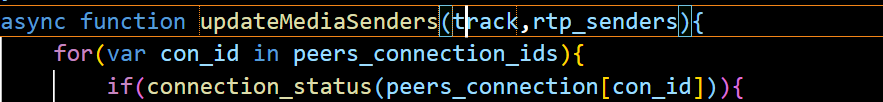 async function updateMediaSenders(track,rtp_senders){
for(var con_id in peers_connection_ids){
if(connection_status(peers_connection[con_id])){